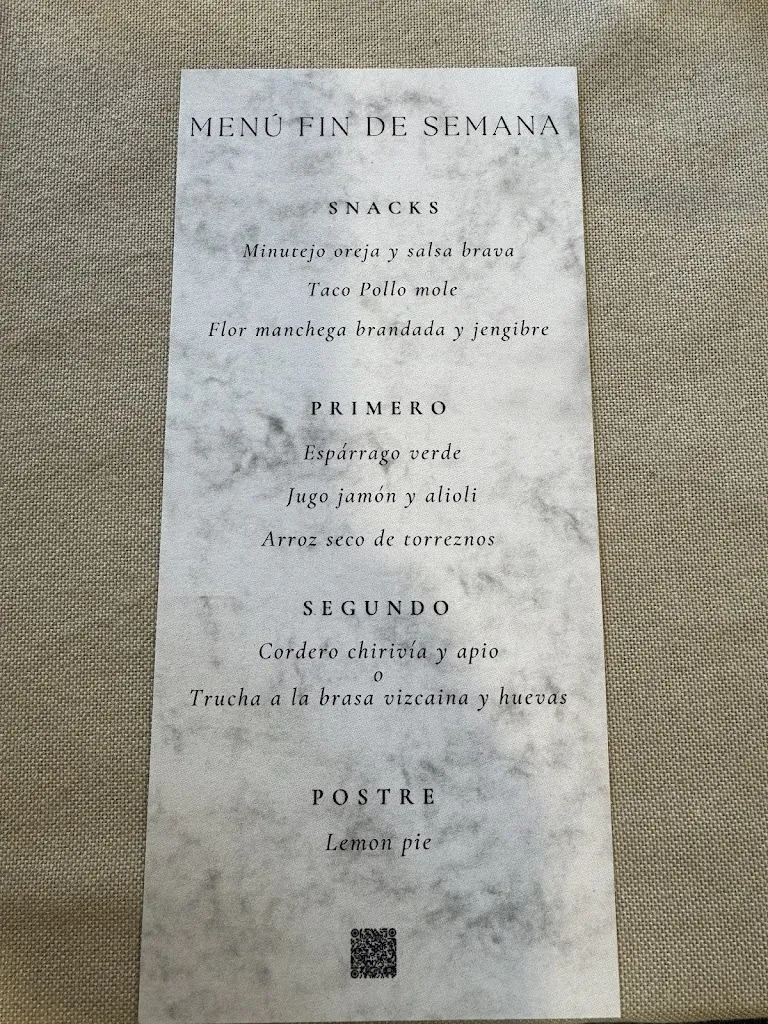 MENÚ FIN DE SEMANA
SNACKS
Minutejo oreja y salsa brava
Taco Pollo mole
Flor manchega brandada y jengibre
PRIMERO
Espárrago verde
Jugo jamón y alioli
Arroz seco de torreznos
SEGUNDO
Cordero chirivía y apio
o
Trucha a la brasa vizcaina y huevas
POSTRE
Lemon pie